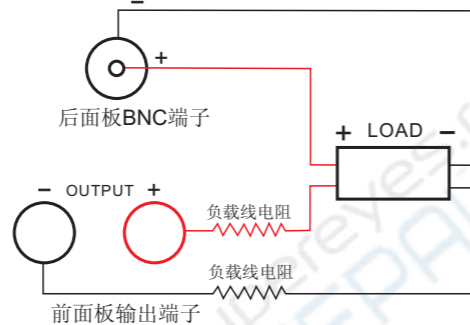 −
+
后面板BNC端子
+ LOAD −
− OUTPUT +
负载线电阻
负载线电阻
前面板输出端子